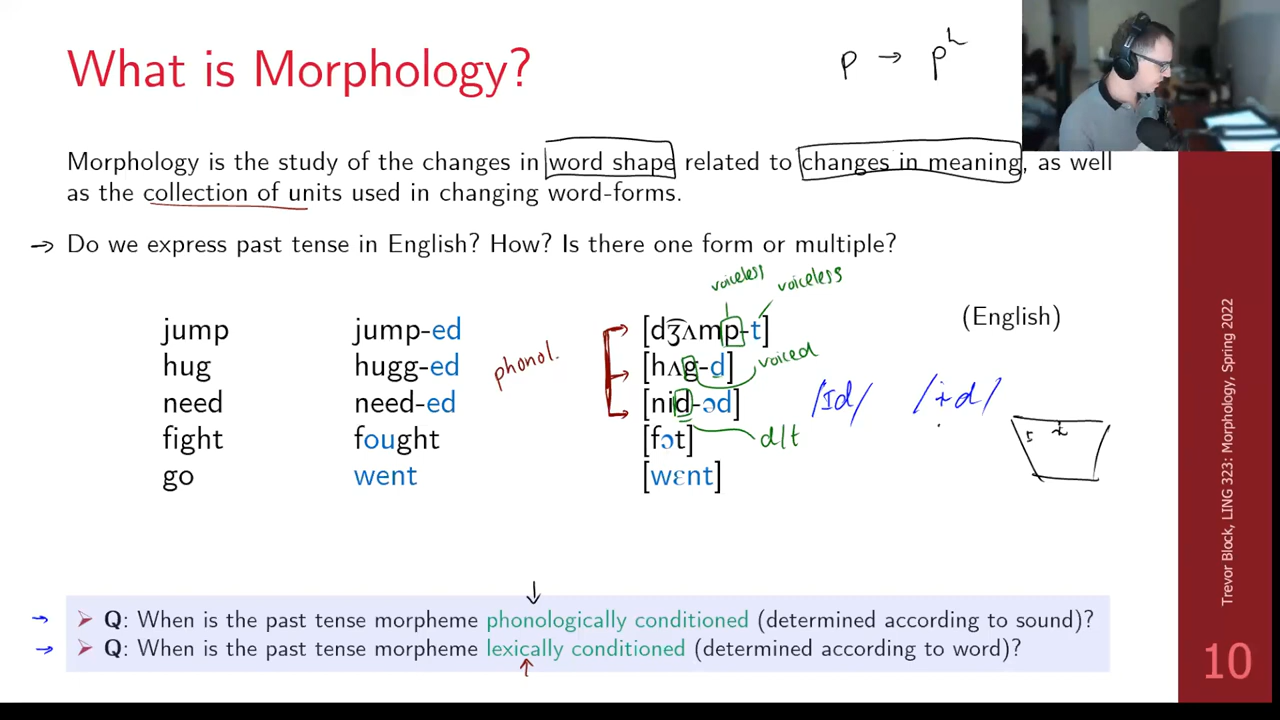 What is Morphology?
p → pʰ
Morphology is the study of the changes in word shape related to changes in meaning, as well
as the collection of units used in changing word-forms.
→ Do we express past tense in English? How? Is there one form or multiple?
voiceless voiceless
jump jump-ed [d͡ʒʌmp-t] (English)
hug hugg-ed phonol. [hʌg-d] voiced
need need-ed [nid-ɔd] /ɪd/ /ɨd/
fight fought [fɔt] d/t ɪ ɨ
go went [wɛnt]
→ ➢ Q: When is the past tense morpheme phonologically conditioned (determined according to sound)?
→ ➢ Q: When is the past tense morpheme lexically conditioned (determined according to word)?
Trevor Block, LING 323: Morphology, Spring 2022
10